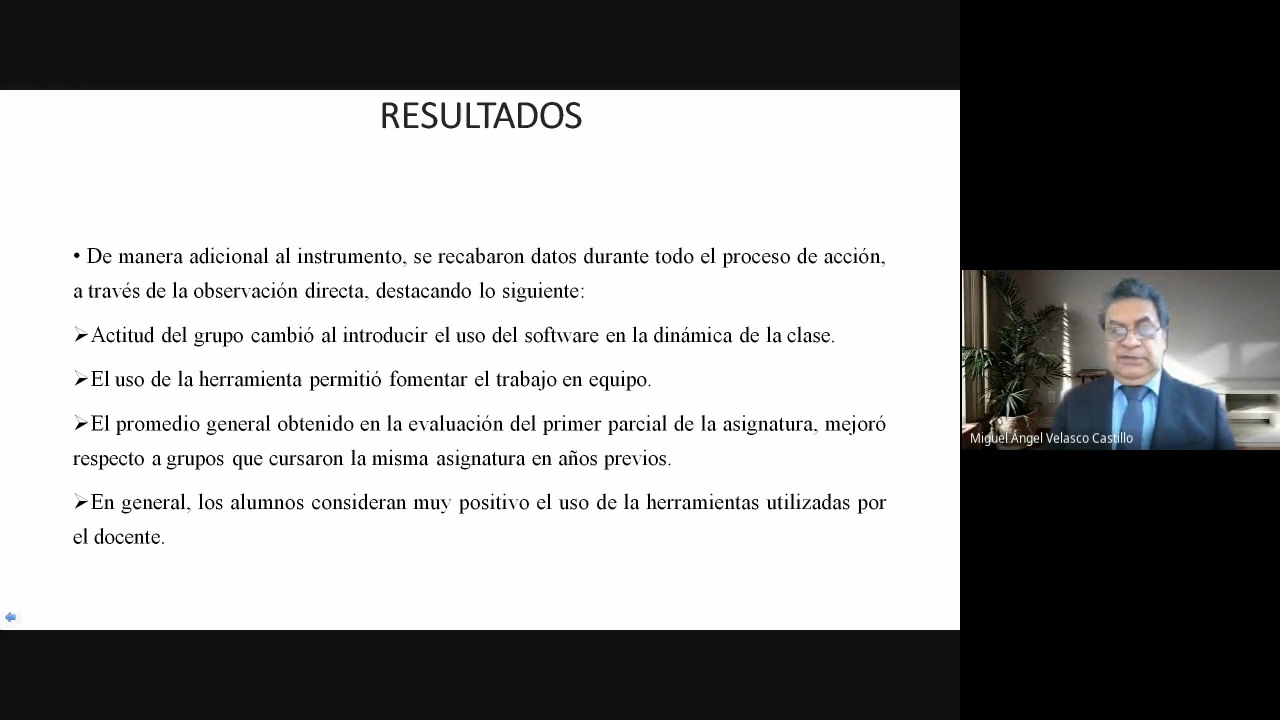 RESULTADOS
• De manera adicional al instrumento, se recabaron datos durante todo el proceso de acción,
a través de la observación directa, destacando lo siguiente:
➢Actitud del grupo cambió al introducir el uso del software en la dinámica de la clase.
➢El uso de la herramienta permitió fomentar el trabajo en equipo.
➢El promedio general obtenido en la evaluación del primer parcial de la asignatura, mejoró
respecto a grupos que cursaron la misma asignatura en años previos.
➢En general, los alumnos consideran muy positivo el uso de la herramientas utilizadas por
el docente.
Miguel Ángel Velasco Castillo